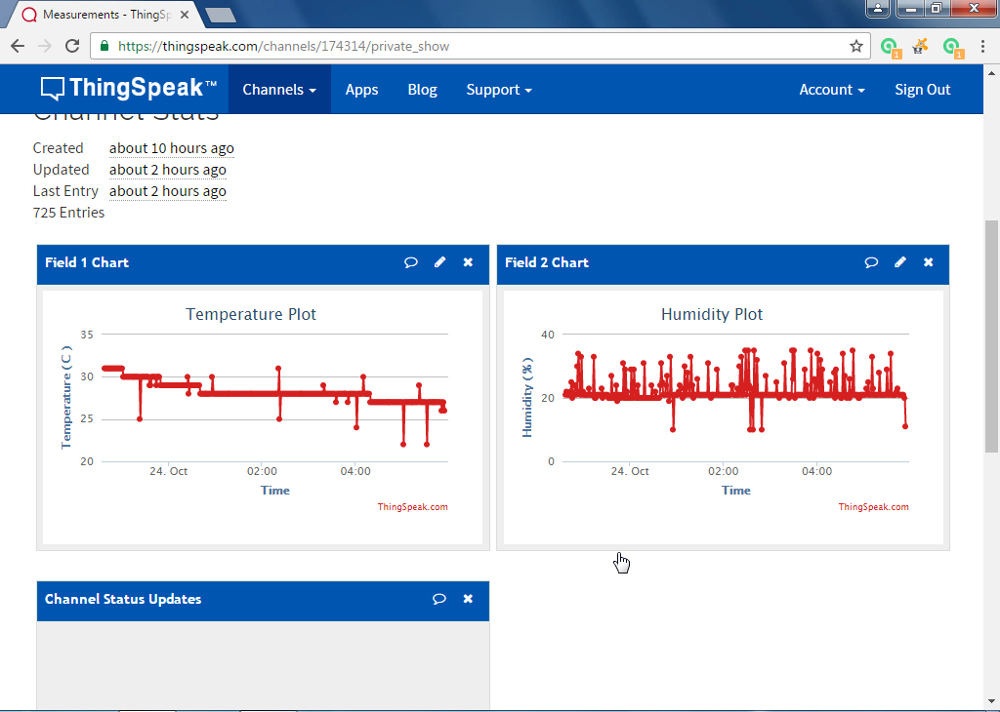 Measurements - ThingSp
https://thingspeak.com/channels/174314/private_show
1
1
ThingSpeak™
Channels
Apps
Blog
Support
Account
Sign Out
Channel Stats
Created about 10 hours ago
Updated about 2 hours ago
Last Entry about 2 hours ago
725 Entries
Field 1 Chart
Temperature Plot
Temperature ( C )
35
30
25
20
24. Oct
02:00
04:00
Time
ThingSpeak.com
Field 2 Chart
Humidity Plot
Humidity (%)
40
20
0
24. Oct
02:00
04:00
Time
ThingSpeak.com
Channel Status Updates